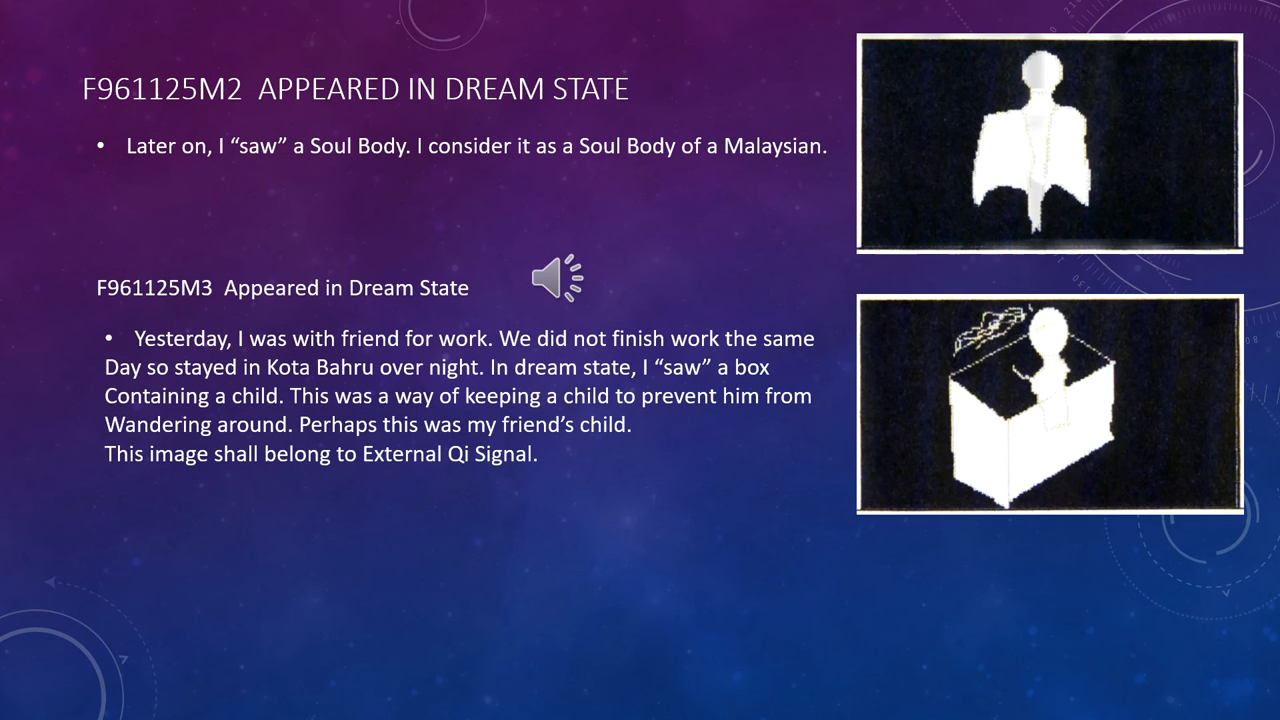 F961125M2  APPEARED IN DREAM STATE
• Later on, I “saw” a Soul Body. I consider it as a Soul Body of a Malaysian.
F961125M3  Appeared in Dream State
• Yesterday, I was with friend for work. We did not finish work the same
Day so stayed in Kota Bahru over night. In dream state, I “saw” a box
Containing a child. This was a way of keeping a child to prevent him from
Wandering around. Perhaps this was my friend’s child.
This image shall belong to External Qi Signal.